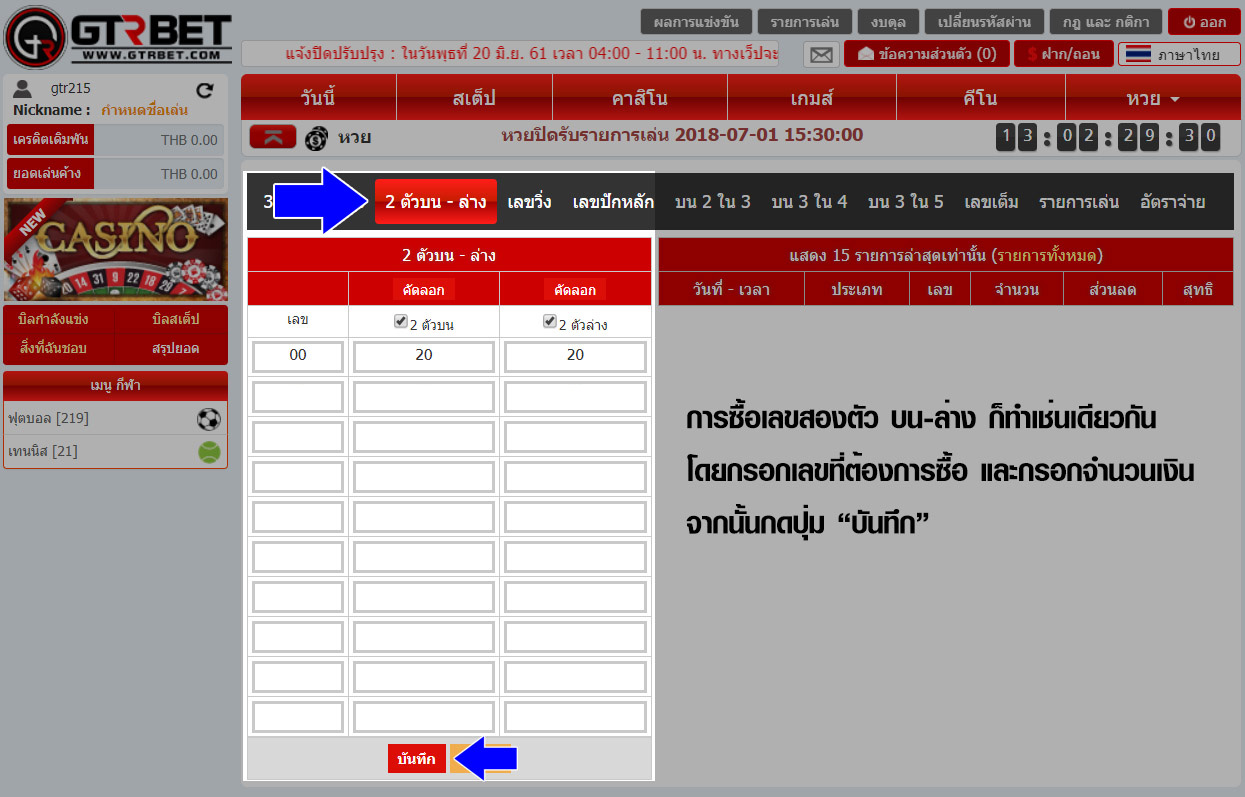 GTRBET
WWW.GTRBET.COM
ผลการแข่งขัน รายการเล่น งบดุล เปลี่ยนรหัสผ่าน กฎ และ กติกา ออก
แจ้งปิดปรับปรุง : ในวันพุธที่ 20 มิ.ย. 61 เวลา 04:00 - 11:00 น. ทางเว็ปจะ
ข้อความส่วนตัว (0) $ ฝาก/ถอน ภาษาไทย
gtr215
Nickname : กำหนดชื่อเล่น
เครดิตเดิมพัน THB 0.00
ยอดเล่นค้าง THB 0.00
NEW
CASINO
14 31 9 22 18 20 7
บิลกำลังแข่ง บิลสเต็ป
สิ่งที่ฉันชอบ สรุปยอด
เมนู กีฬา
ฟุตบอล [219]
เทนนิส [21]
วันนี้ สเต็ป คาสิโน เกมส์ คีโน หวย
หวย หวยปิดรับรายการเล่น 2018-07-01 15:30:00 13:02:29:30
3 2 ตัวบน - ล่าง เลขวิ่ง เลขปักหลัก บน 2 ใน 3 บน 3 ใน 4 บน 3 ใน 5 เลขเต็ม รายการเล่น อัตราจ่าย
2 ตัวบน - ล่าง
คัดลอก คัดลอก
เลข 2 ตัวบน 2 ตัวล่าง
00 20 20
บันทึก
แสดง 15 รายการล่าสุดเท่านั้น (รายการทั้งหมด)
วันที่ - เวลา ประเภท เลข จำนวน ส่วนลด สุทธิ
การซื้อเลขสองตัว บน-ล่าง ก็ทำเช่นเดียวกัน
โดยกรอกเลขที่ต้องการซื้อ และกรอกจำนวนเงิน
จากนั้นกดปุ่ม “บันทึก”